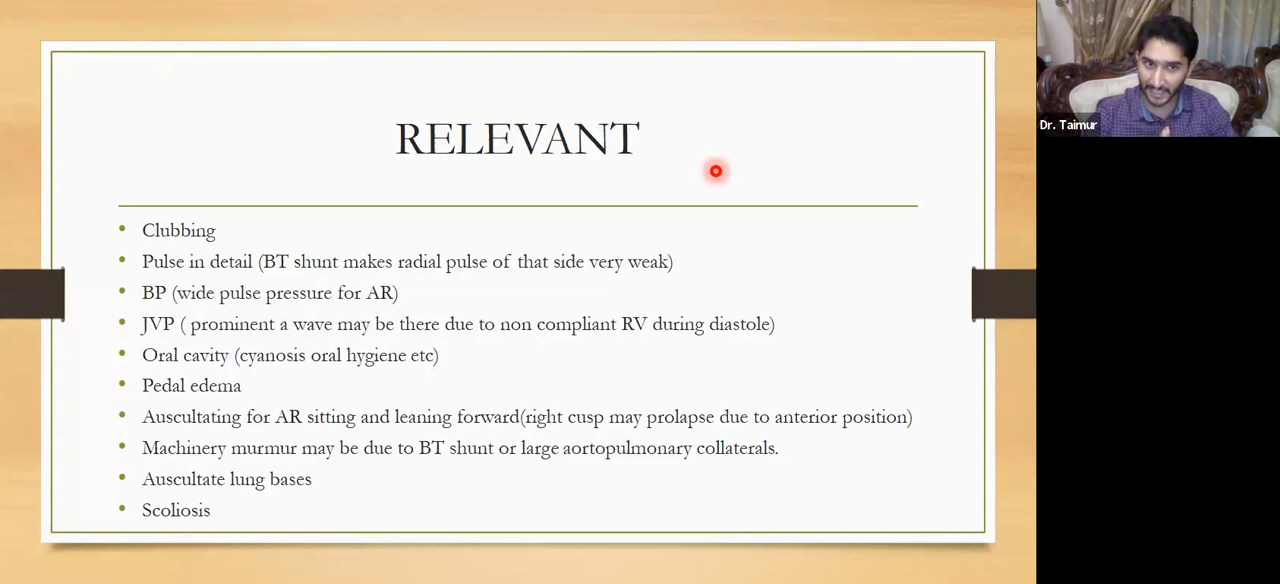 RELEVANT
Clubbing
Pulse in detail (BT shunt makes radial pulse of that side very weak)
BP (wide pulse pressure for AR)
JVP ( prominent a wave may be there due to non compliant RV during diastole)
Oral cavity (cyanosis oral hygiene etc)
Pedal edema
Auscultating for AR sitting and leaning forward(right cusp may prolapse due to anterior position)
Machinery murmur may be due to BT shunt or large aortopulmonary collaterals.
Auscultate lung bases
Scoliosis
Dr. Taimur